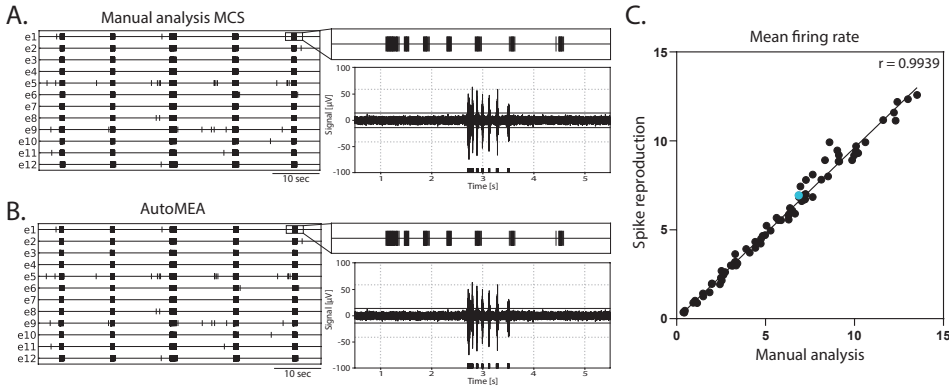 A.
Manual analysis MCS
e1
e2
e3
e4
e5
e6
e7
e8
e9
e10
e11
e12
10 sec
100
50
0
-50
-100
Signal [µV]
1
2
3
4
5
Time [s]
B.
AutoMEA
e1
e2
e3
e4
e5
e6
e7
e8
e9
e10
e11
e12
10 sec
100
50
0
-50
-100
Signal [µV]
1
2
3
4
5
Time [s]
C.
Mean firing rate
r = 0.9939
15
10
5
0
Spike reproduction
0
5
10
15
Manual analysis